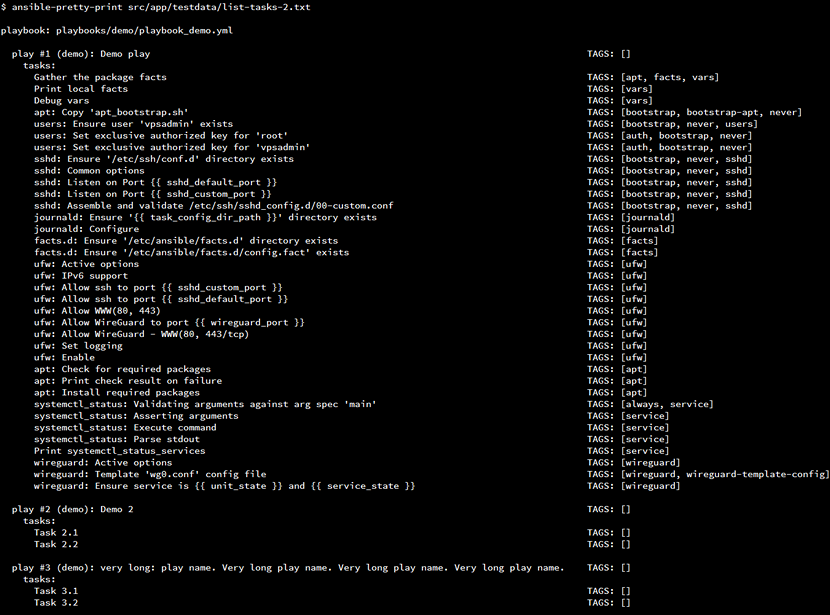 $ ansible-pretty-print src/app/testdata/list-tasks-2.txt
playbook: playbooks/demo/playbook_demo.yml
play #1 (demo): Demo play TAGS: []
tasks:
Gather the package facts TAGS: [apt, facts, vars]
Print local facts TAGS: [vars]
Debug vars TAGS: [vars]
apt: Copy 'apt_bootstrap.sh' TAGS: [bootstrap, bootstrap-apt, never]
users: Ensure user 'vpsadmin' exists TAGS: [bootstrap, never, users]
users: Set exclusive authorized key for 'root' TAGS: [auth, bootstrap, never]
users: Set exclusive authorized key for 'vpsadmin' TAGS: [auth, bootstrap, never]
sshd: Ensure '/etc/ssh/conf.d' directory exists TAGS: [bootstrap, never, sshd]
sshd: Common options TAGS: [bootstrap, never, sshd]
sshd: Listen on Port {{ sshd_default_port }} TAGS: [bootstrap, never, sshd]
sshd: Listen on Port {{ sshd_custom_port }} TAGS: [bootstrap, never, sshd]
sshd: Assemble and validate /etc/ssh/sshd_config.d/00-custom.conf TAGS: [bootstrap, never, sshd]
journald: Ensure '{{ task_config_dir_path }}' directory exists TAGS: [journald]
journald: Configure TAGS: [journald]
facts.d: Ensure '/etc/ansible/facts.d' directory exists TAGS: [facts]
facts.d: Ensure '/etc/ansible/facts.d/config.fact' exists TAGS: [facts]
ufw: Active options TAGS: [ufw]
ufw: IPv6 support TAGS: [ufw]
ufw: Allow ssh to port {{ sshd_custom_port }} TAGS: [ufw]
ufw: Allow ssh to port {{ sshd_default_port }} TAGS: [ufw]
ufw: Allow WWW(80, 443) TAGS: [ufw]
ufw: Allow WireGuard to port {{ wireguard_port }} TAGS: [ufw]
ufw: Allow WireGuard - WWW(80, 443/tcp) TAGS: [ufw]
ufw: Set logging TAGS: [ufw]
ufw: Enable TAGS: [ufw]
apt: Check for required packages TAGS: [apt]
apt: Print check result on failure TAGS: [apt]
apt: Install required packages TAGS: [apt]
systemctl_status: Validating arguments against arg spec 'main' TAGS: [always, service]
systemctl_status: Asserting arguments TAGS: [service]
systemctl_status: Execute command TAGS: [service]
systemctl_status: Parse stdout TAGS: [service]
Print systemctl_status_services TAGS: [service]
wireguard: Active options TAGS: [wireguard]
wireguard: Template 'wg0.conf' config file TAGS: [wireguard, wireguard-template-config]
wireguard: Ensure service is {{ unit_state }} and {{ service_state }} TAGS: [wireguard]
play #2 (demo): Demo 2 TAGS: []
tasks:
Task 2.1 TAGS: []
Task 2.2 TAGS: []
play #3 (demo): very long: play name. Very long play name. Very long play name. Very long play name. TAGS: []
tasks:
Task 3.1 TAGS: []
Task 3.2 TAGS: []